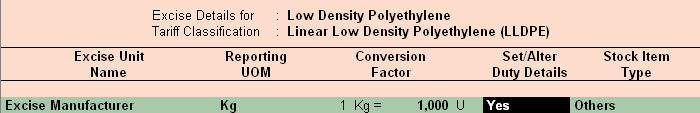 Excise Details for : Low Density Polyethylene
Tariff Classification : Linear Low Density Polyethylene (LLDPE)
Excise Unit Reporting Conversion Set/Alter Stock Item
Name UOM Factor Duty Details Type
Excise Manufacturer Kg 1 Kg = 1,000 U Yes Others